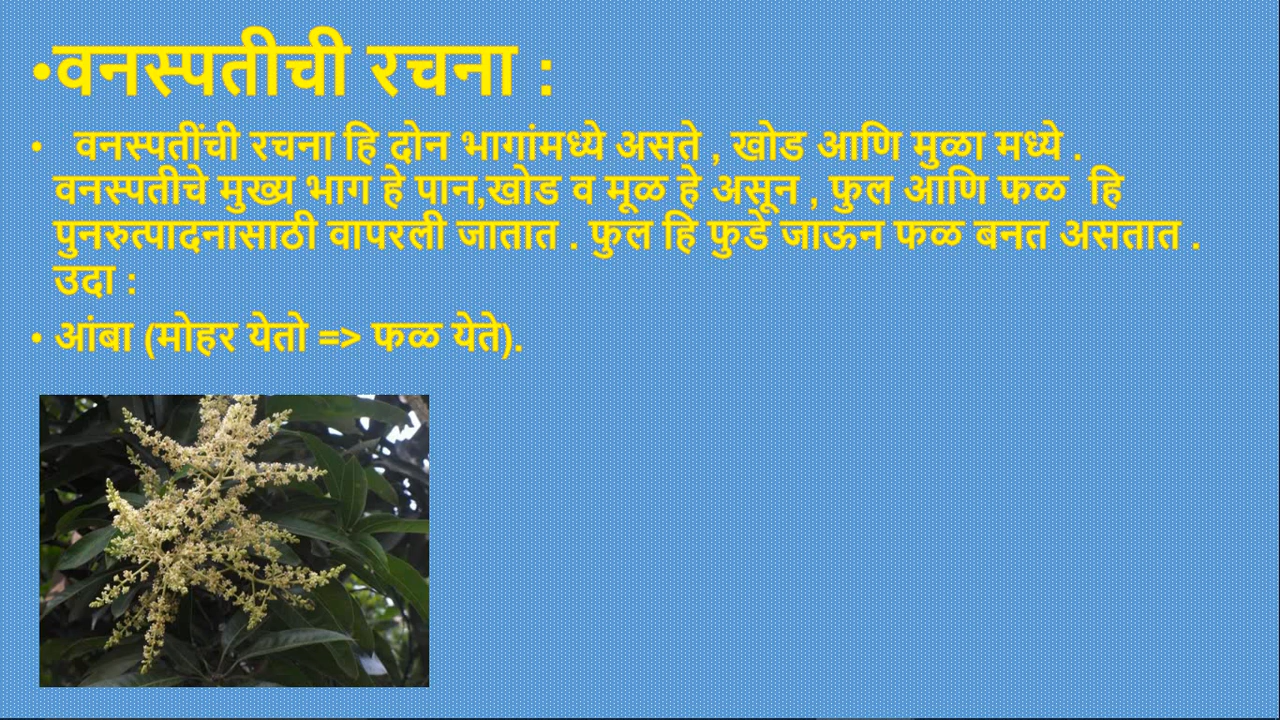 •वनस्पतीची रचना :
• वनस्पतींची रचना हि दोन भागांमध्ये असते , खोड आणि मुळा मध्ये .
वनस्पतीचे मुख्य भाग हे पान,खोड व मूळ हे असून , फुल आणि फळ हि
पुनरुत्पादनासाठी वापरली जातात . फुल हि फुडे जाऊन फळ बनत असतात .
उदा :
• आंबा (मोहर येतो => फळ येते).